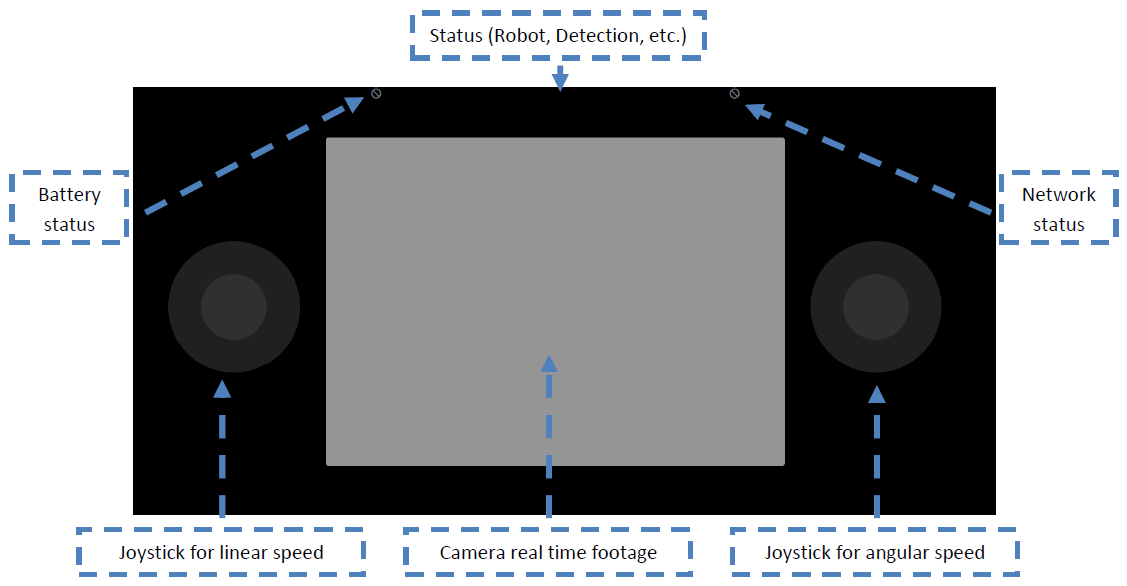 Status (Robot, Detection, etc.)
Battery
status
Network
status
Joystick for linear speed
Camera real time footage
Joystick for angular speed